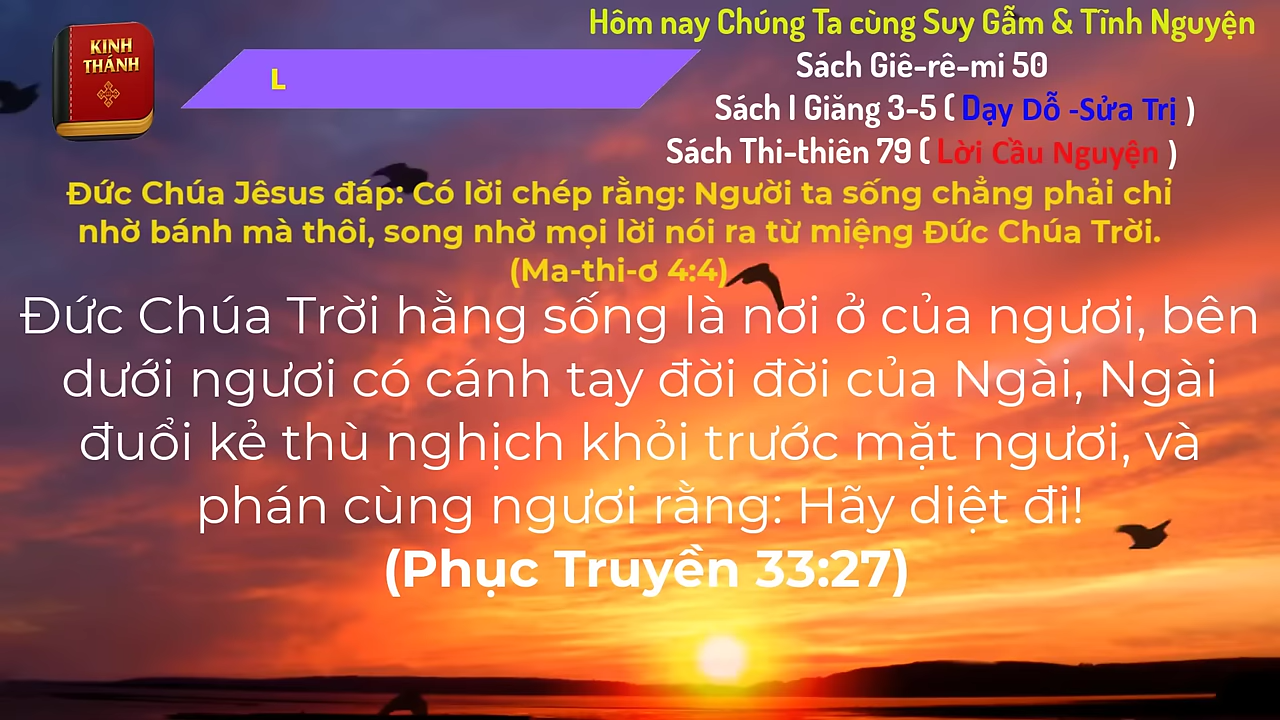 KINH
THÁNH
L
Hôm nay Chúng Ta cùng Suy Gẫm & Tĩnh Nguyện
Sách Giê-rê-mi 50
Sách I Giăng 3-5 ( Dạy Dỗ -Sửa Trị )
Sách Thi-thiên 79 ( Lời Cầu Nguyện )
Đức Chúa Jêsus đáp: Có lời chép rằng: Người ta sống chẳng phải chỉ
nhờ bánh mà thôi, song nhờ mọi lời nói ra từ miệng Đức Chúa Trời.
(Ma-thi-ơ 4:4)
Đức Chúa Trời hằng sống là nơi ở của ngươi, bên
dưới ngươi có cánh tay đời đời của Ngài, Ngài
đuổi kẻ thù nghịch khỏi trước mặt ngươi, và
phán cùng ngươi rằng: Hãy diệt đi!
(Phục Truyền 33:27)